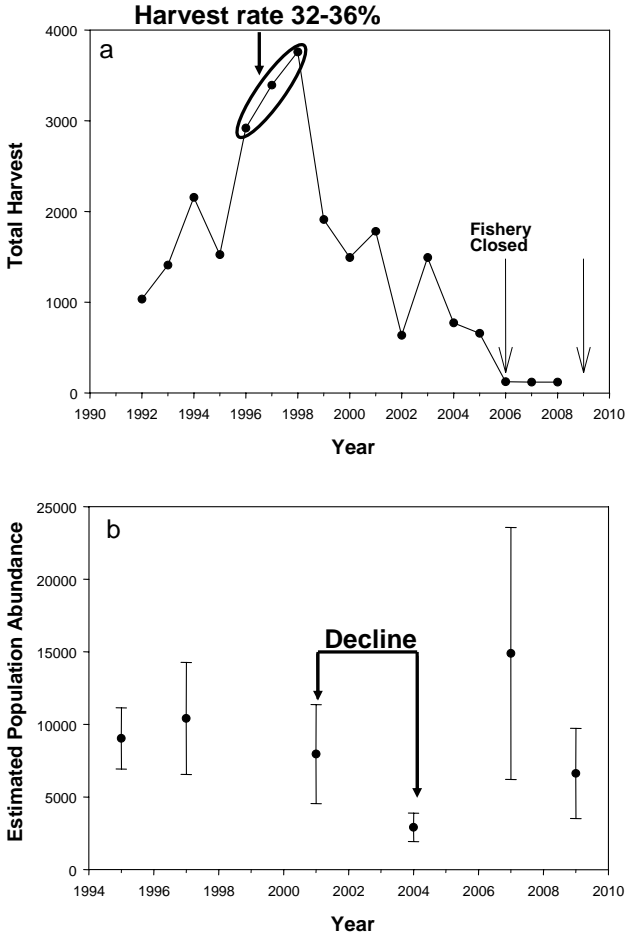 Harvest rate 32-36%
a
Total Harvest
4000
3000
2000
1000
0
Fishery
Closed
1990 1992 1994 1996 1998 2000 2002 2004 2006 2008 2010
Year
b
Estimated Population Abundance
25000
20000
15000
10000
5000
0
Decline
1994 1996 1998 2000 2002 2004 2006 2008 2010
Year